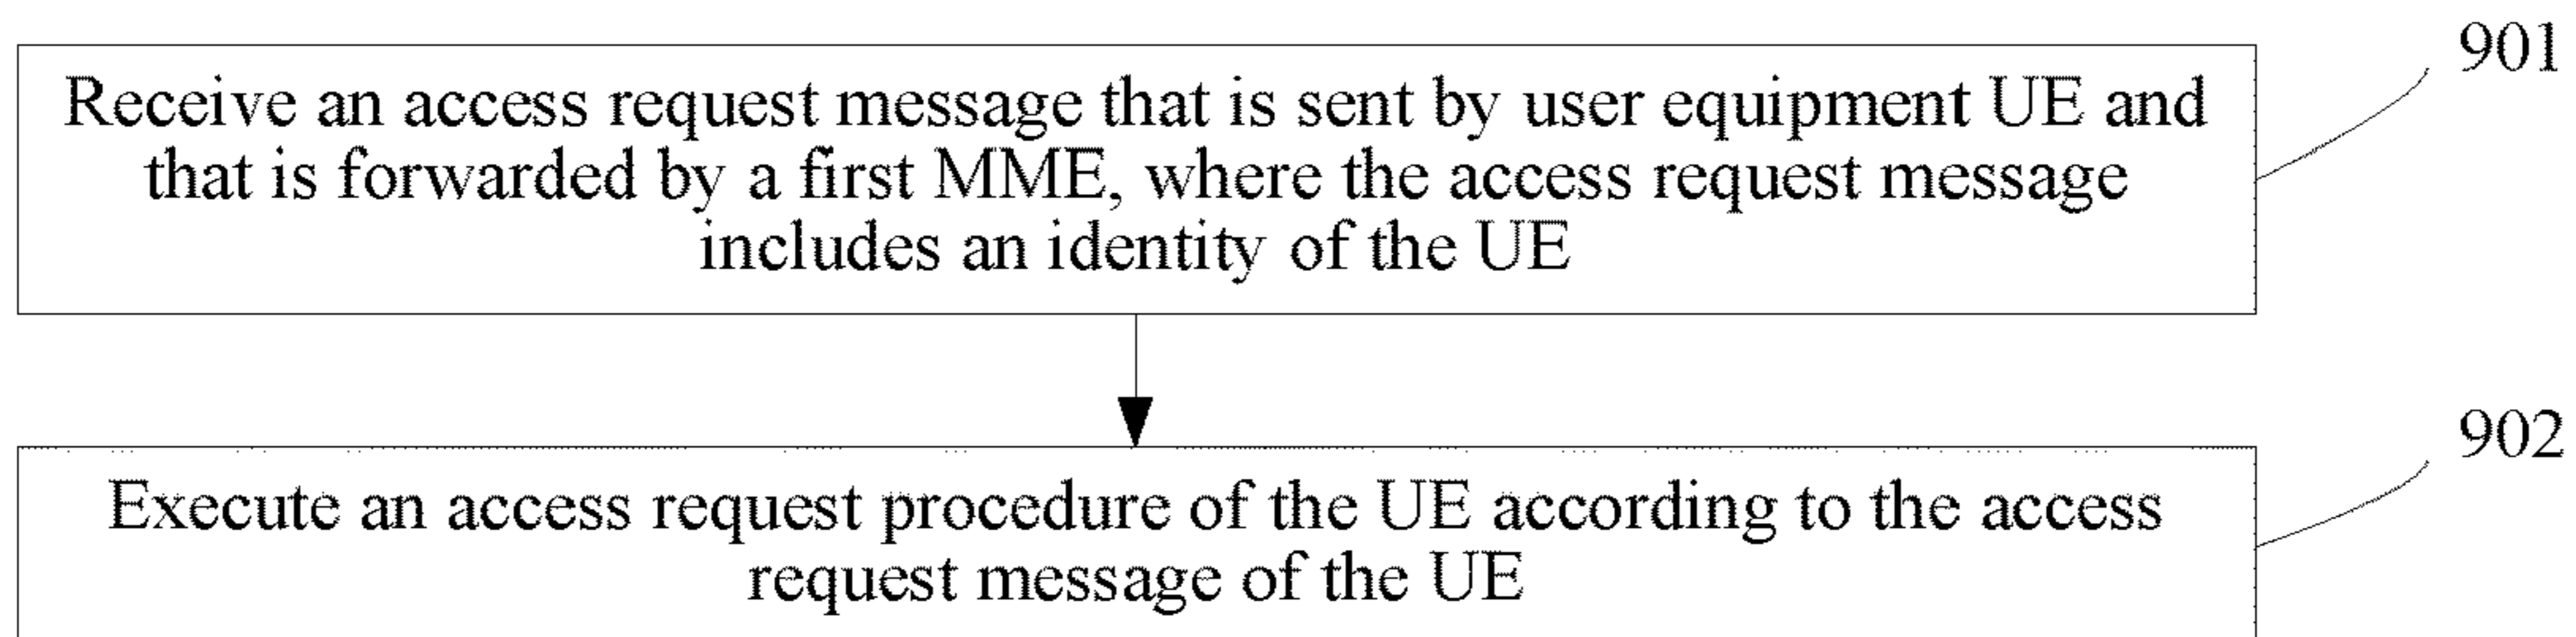 901
Receive an access request message that is sent by user equipment UE and
that is forwarded by a first MME, where the access request message
includes an identity of the UE
902
Execute an access request procedure of the UE according to the access
request message of the UE